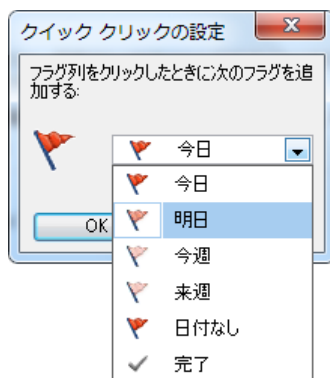 クイック クリックの設定
フラグ列をクリックしたときに次のフラグを追
加する:
今日
今日
明日
OK
今週
来週
日付なし
完了